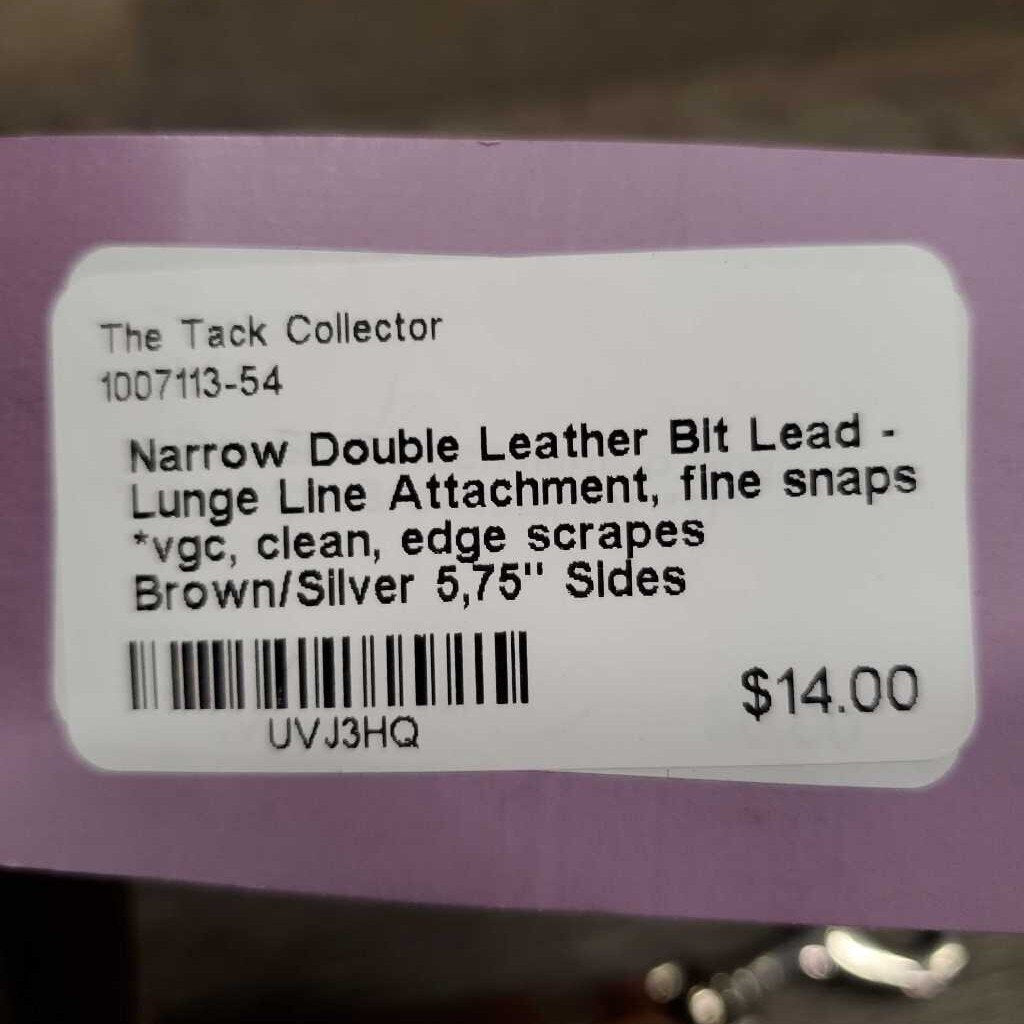 The Tack Collector
1007113-54
Narrow Double Leather Bit Lead -
Lunge Line Attachment, fine snaps
*vgc, clean, edge scrapes
Brown/Silver 5,75" Sides
UVJ3HQ
$14.00